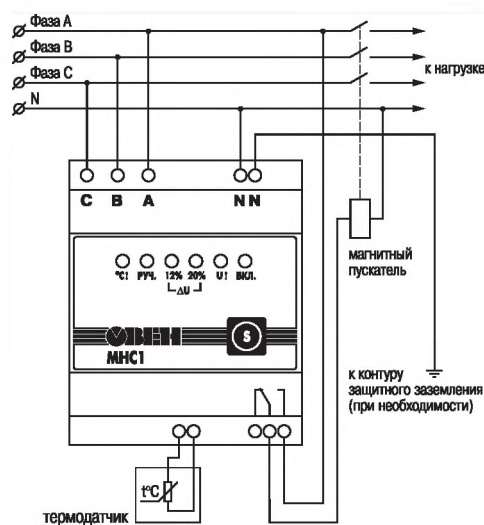 Фаза А
Фаза В
Фаза С
N
к нагрузке
C B A N N
магнитный
пускатель
°C! РУЧ. 12% 20% U! ВКЛ.
ΔU
ОВЕН
S
МНС1
к контуру
защитного заземления
(при необходимости)
t°C
термодатчик